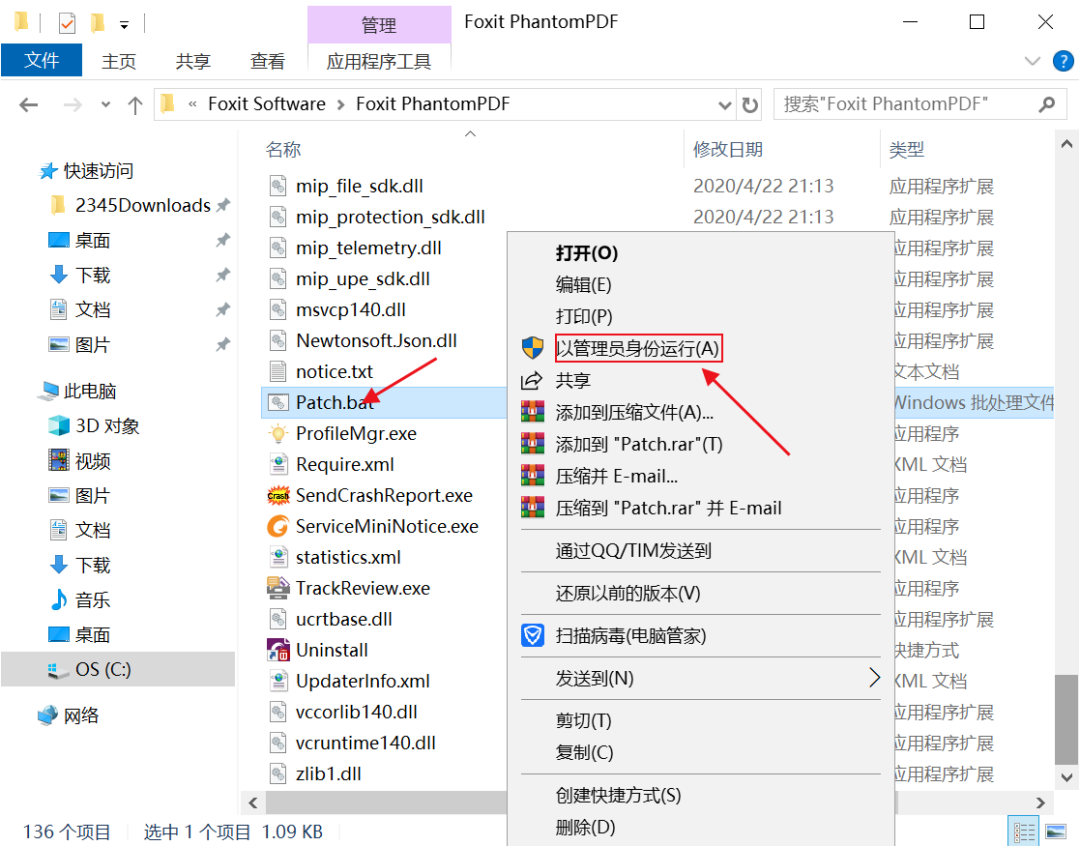 管理
Foxit PhantomPDF
文件
主页
共享
查看
应用程序工具
« Foxit Software > Foxit PhantomPDF
搜索"Foxit PhantomPDF"
名称
修改日期
类型
快速访问
2345Downloads
桌面
下载
文档
图片
此电脑
3D 对象
视频
图片
文档
下载
音乐
桌面
OS (C:)
网络
mip_file_sdk.dll 2020/4/22 21:13 应用程序扩展
mip_protection_sdk.dll 2020/4/22 21:13 应用程序扩展
mip_telemetry.dll 应用程序扩展
mip_upe_sdk.dll 应用程序扩展
msvcp140.dll 应用程序扩展
Newtonsoft.Json.dll 应用程序扩展
notice.txt 文本文档
Patch.bat Windows 批处理文件
ProfileMgr.exe 应用程序
Require.xml XML 文档
SendCrashReport.exe 应用程序
ServiceMiniNotice.exe 应用程序
statistics.xml XML 文档
TrackReview.exe 应用程序
ucrtbase.dll 应用程序扩展
Uninstall 快捷方式
UpdaterInfo.xml XML 文档
vccorlib140.dll 应用程序扩展
vcruntime140.dll 应用程序扩展
zlib1.dll 应用程序扩展
打开(O)
编辑(E)
打印(P)
以管理员身份运行(A)
共享
添加到压缩文件(A)...
添加到 "Patch.rar"(T)
压缩并 E-mail...
压缩到 "Patch.rar" 并 E-mail
通过QQ/TIM发送到
还原以前的版本(V)
扫描病毒(电脑管家)
发送到(N)
剪切(T)
复制(C)
创建快捷方式(S)
删除(D)
136 个项目
选中 1 个项目 1.09 KB